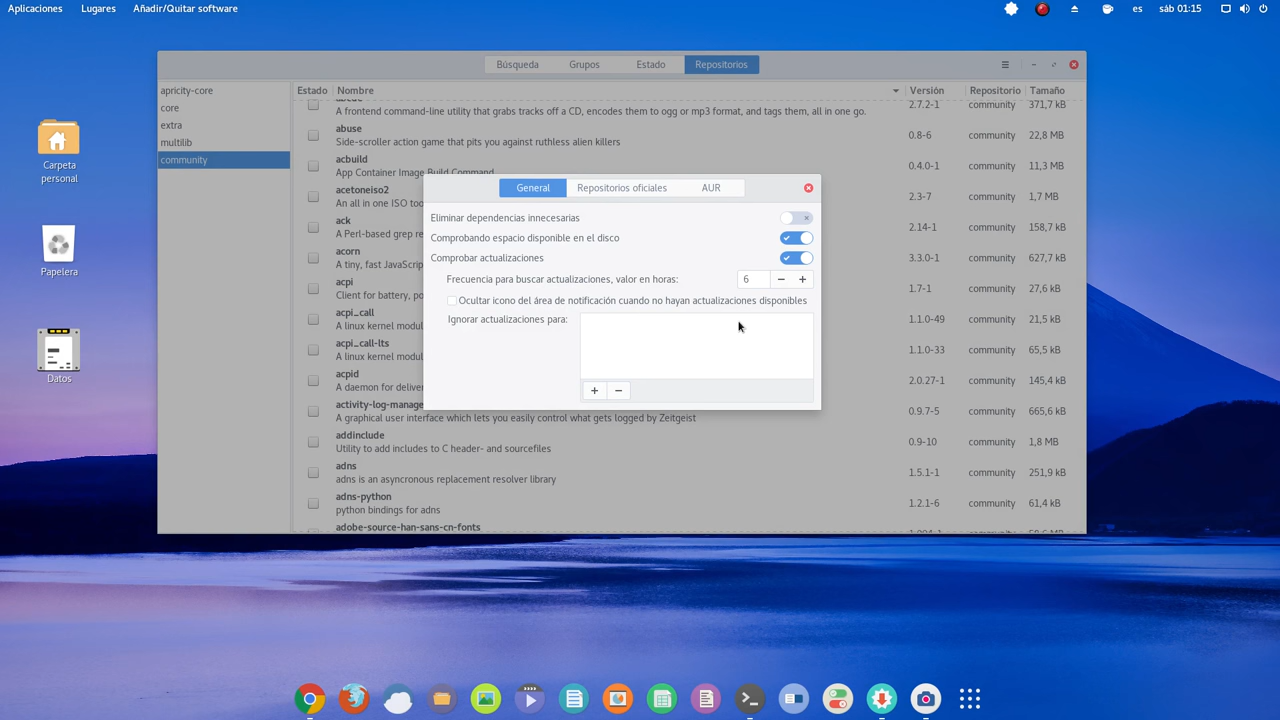 Aplicaciones Lugares Añadir/Quitar software es sáb 01:15
Búsqueda Grupos Estado Repositorios
Estado Nombre Versión Repositorio Tamaño
apricity-core
core
extra
multilib
community
A frontend command-line utility that grabs tracks off a CD, encodes them to ogg or mp3 format, and tags them, all in one go. 2.7.2-1 community 371,7 kB
abuse
Side-scroller action game that pits you against ruthless alien killers 0.8-6 community 22,8 MB
acbuild
App Container Image Build Command 0.4.0-1 community 11,3 MB
acetoneiso2
An all in one ISO too 2.3-7 community 1,7 MB
ack
A Perl-based grep re 2.14-1 community 158,7 kB
acorn
A tiny, fast JavaScrip 3.3.0-1 community 627,7 kB
acpi
Client for battery, po 1.7-1 community 27,6 kB
acpi_call
A linux kernel modul 1.1.0-49 community 21,5 kB
acpi_call-lts
A linux kernel modul 1.1.0-33 community 65,5 kB
acpid
A daemon for deliver 2.0.27-1 community 145,4 kB
activity-log-manage
A graphical user interface which lets you easily control what gets logged by Zeitgeist 0.9.7-5 community 665,6 kB
addinclude
Utility to add includes to C header- and sourcefiles 0.9-10 community 1,8 MB
adns
adns is an asyncronous replacement resolver library 1.5.1-1 community 251,9 kB
adns-python
python bindings for adns 1.2.1-6 community 61,4 kB
adobe-source-han-sans-cn-fonts
General Repositorios oficiales AUR
Eliminar dependencias innecesarias
Comprobando espacio disponible en el disco
Comprobar actualizaciones
Frecuencia para buscar actualizaciones, valor en horas: 6
Ocultar icono del área de notificación cuando no hayan actualizaciones disponibles
Ignorar actualizaciones para:
Carpeta
personal
Papelera
Datos